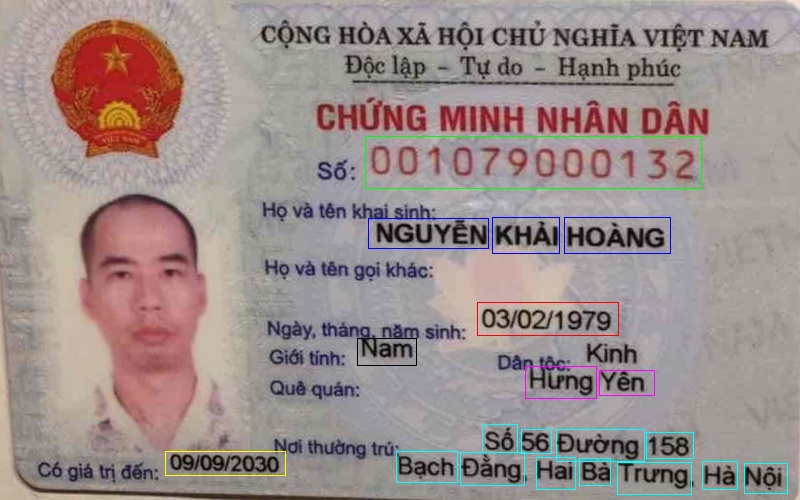 CỘNG HÒA XÃ HỘI CHỦ NGHĨA VIỆT NAM
Độc lập - Tự do - Hạnh phúc
VIỆT NAM
CHỨNG MINH NHÂN DÂN
Số: 001079000132
Họ và tên khai sinh:
NGUYỄN KHẢI HOÀNG
Họ và tên gọi khác:
Ngày, tháng, năm sinh: 03/02/1979
Giới tính: Nam Dân tộc: Kinh
Quê quán: Hưng Yên
Nơi thường trú: Số 56 Đường 158
Bạch Đằng, Hai Bà Trưng, Hà Nội
Có giá trị đến: 09/09/2030